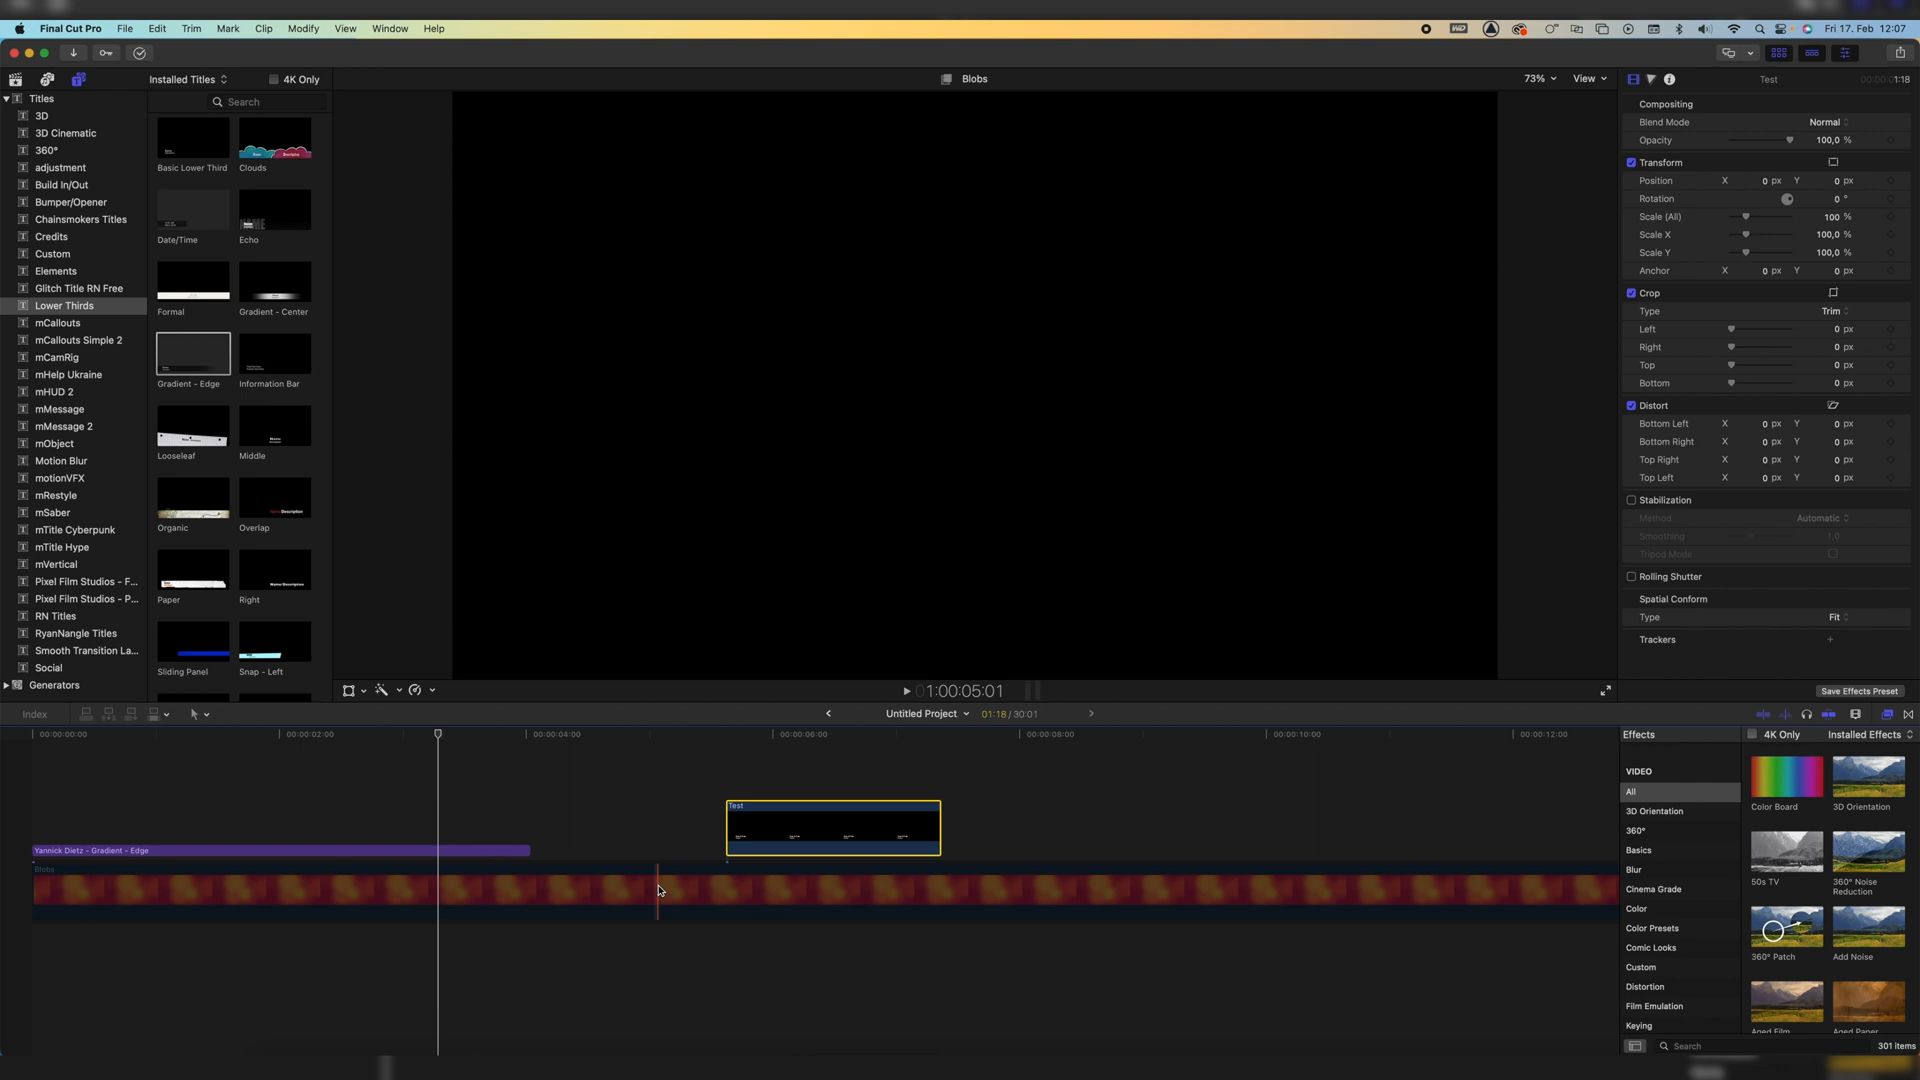 Final Cut Pro File Edit Trim Mark Clip Modify View Window Help Fri 17. Feb 12:07
Installed Titles 4K Only Blobs 73% View Test 1:18
Titles
3D
3D Cinematic
360°
adjustment
Build In/Out
Bumper/Opener
Chainsmokers Titles
Credits
Custom
Elements
Glitch Title RN Free
Lower Thirds
mCallouts
mCallouts Simple 2
mCamRig
mHelp Ukraine
mHUD 2
mMessage
mMessage 2
mObject
Motion Blur
motionVFX
mRestyle
mSaber
mTitle Cyberpunk
mTitle Hype
mVertical
Pixel Film Studios - F...
Pixel Film Studios - P...
RN Titles
RyanNangle Titles
Smooth Transition La...
Social
Generators
Search
Basic Lower Third Clouds
Date/Time Echo
Formal Gradient - Center
Gradient - Edge Information Bar
Looseleaf Middle
Organic Overlap
Paper Right
Sliding Panel Snap - Left
Compositing
Blend Mode Normal
Opacity 100,0 %
Transform
Position X 0 px Y 0 px
Rotation 0 °
Scale (All) 100 %
Scale X 100,0 %
Scale Y 100,0 %
Anchor X 0 px Y 0 px
Crop
Type Trim
Left 0 px
Right 0 px
Top 0 px
Bottom 0 px
Distort
Bottom Left X 0 px Y 0 px
Bottom Right X 0 px Y 0 px
Top Right X 0 px Y 0 px
Top Left X 0 px Y 0 px
Stabilization
Method Automatic
Smoothing 1,0
Tripod Mode
Rolling Shutter
Spatial Conform
Type Fit
Trackers +
Save Effects Preset
01:00:05:01
Index Untitled Project 01:18 / 30:01
00:00:00:00 00:00:02:00 00:00:04:00 00:00:06:00 00:00:08:00 00:00:10:00 00:00:12:00
Test
Yannick Dietz - Gradient - Edge
Blobs
Effects 4K Only Installed Effects
VIDEO
All
3D Orientation
360°
Basics
Blur
Cinema Grade
Color
Color Presets
Comic Looks
Custom
Distortion
Film Emulation
Keying
Color Board 3D Orientation
50s TV 360° Noise
Reduction
360° Patch Add Noise
Aged Film Aged Paper
Search 301 items